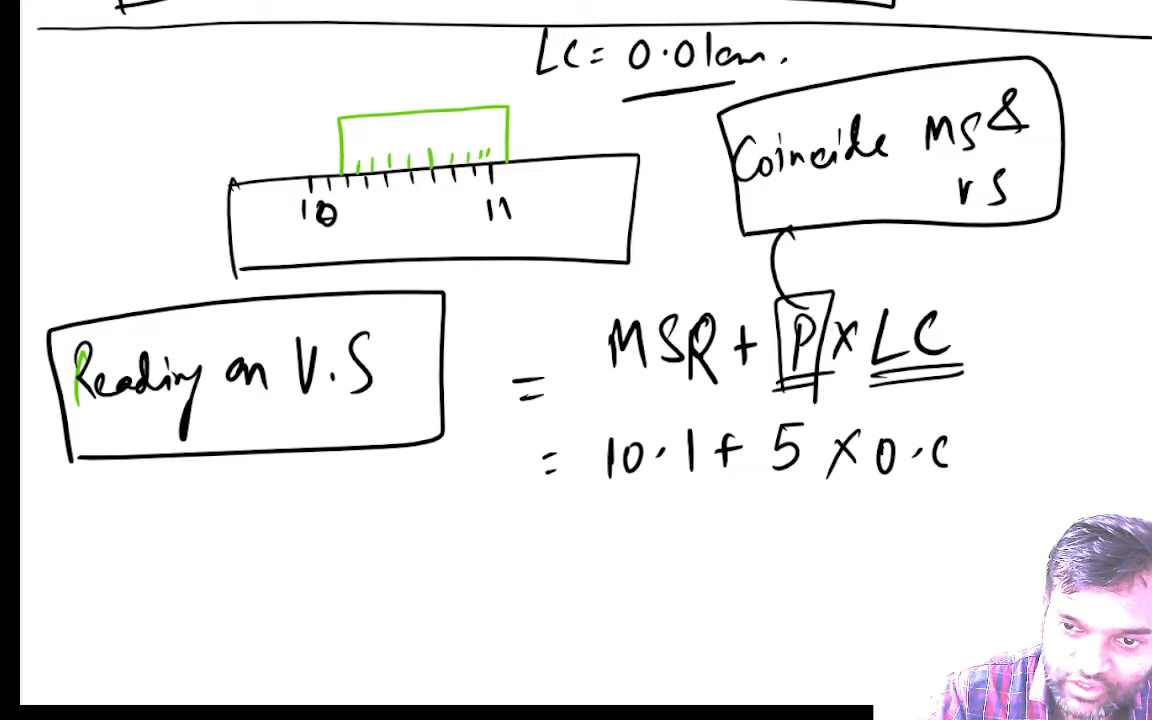 LC = 0.01cm.
Coincide MS &
VS
10 11
Reading on V.S = MSR + P × LC
= 10.1 + 5 × 0.0